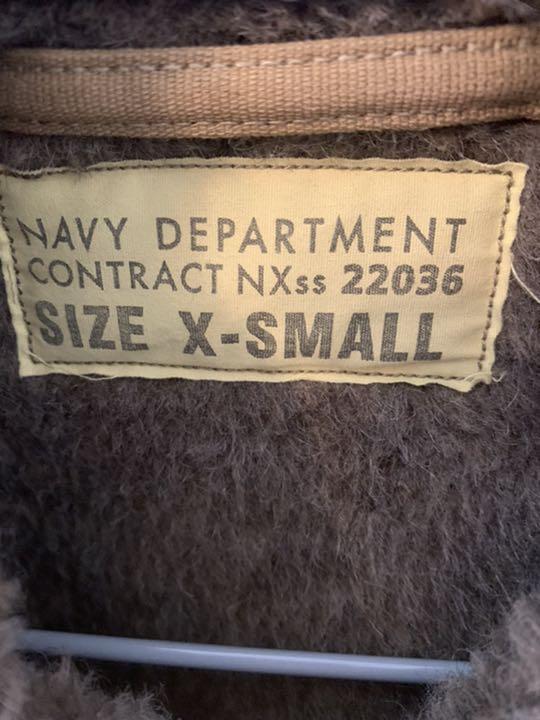 NAVY DEPARTMENT
CONTRACT NXss 22036
SIZE X-SMALL